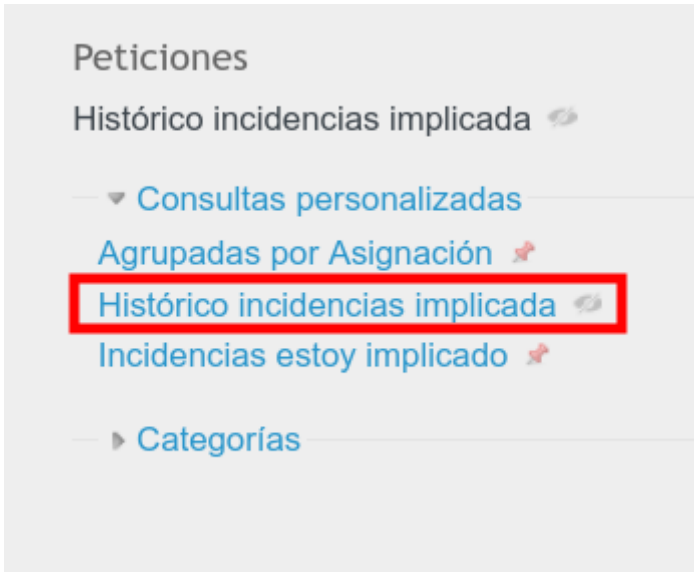 Peticiones
Histórico incidencias implicada
Consultas personalizadas
Agrupadas por Asignación
Histórico incidencias implicada
Incidencias estoy implicado
Categorías